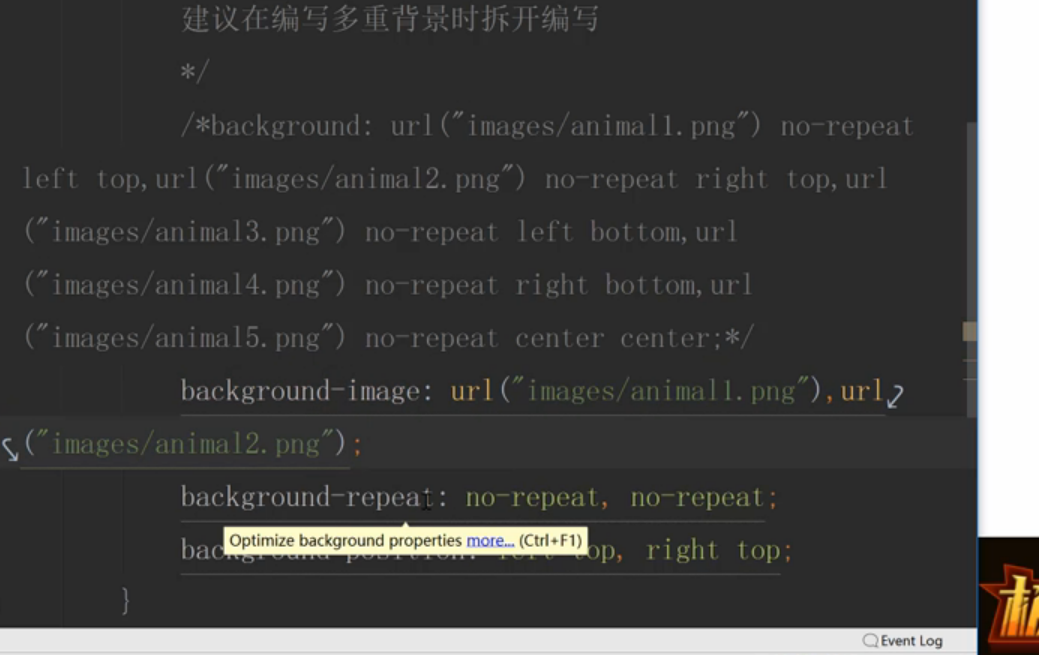 建议在编写多重背景时拆开编写
*/
/*background: url("images/animal1.png") no-repeat
left top,url("images/animal2.png") no-repeat right top,url
("images/animal3.png") no-repeat left bottom,url
("images/animal4.png") no-repeat right bottom,url
("images/animal5.png") no-repeat center center;*/
background-image: url("images/animal1.png"),url
("images/animal2.png");
background-repeat: no-repeat, no-repeat;
Optimize background properties more... (Ctrl+F1)
background-position: left top, right top;
}
Event Log